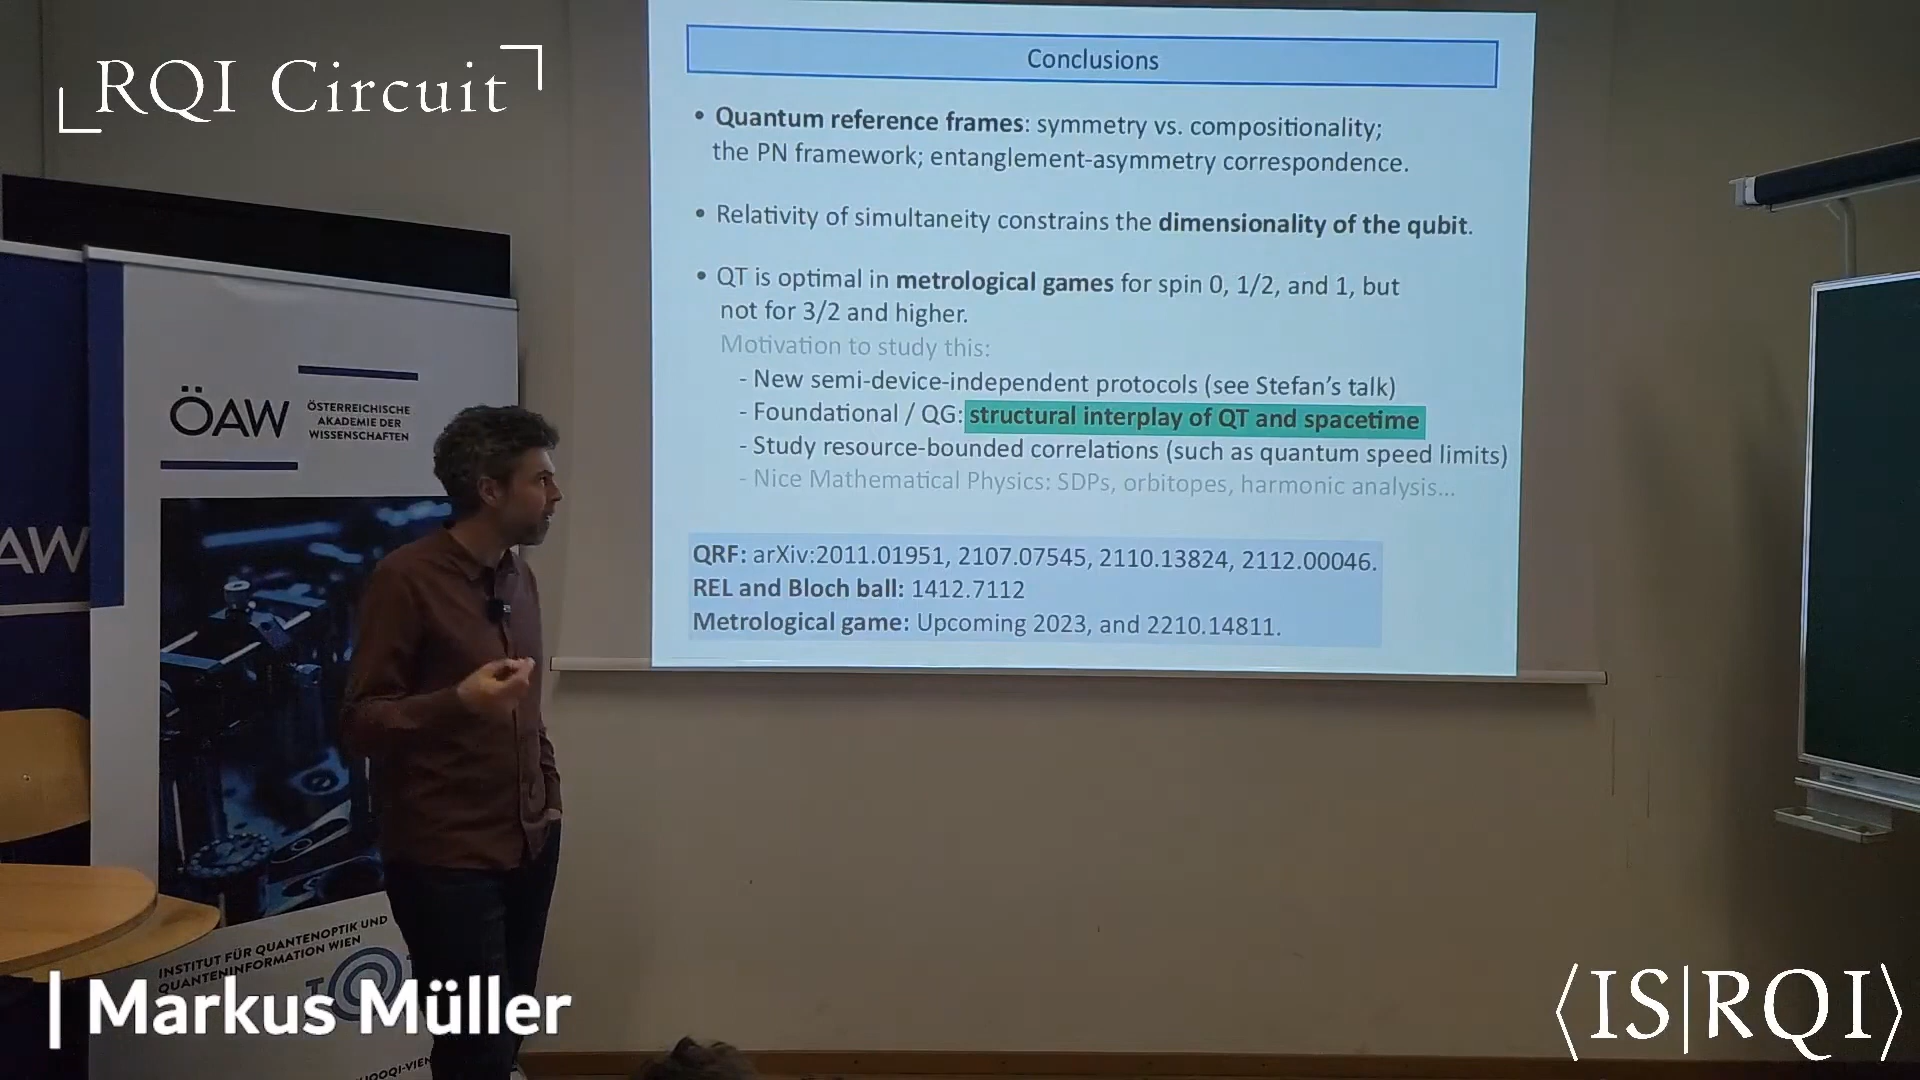 RQI Circuit
Conclusions
• Quantum reference frames: symmetry vs. compositionality;
the PN framework; entanglement-asymmetry correspondence.
• Relativity of simultaneity constrains the dimensionality of the qubit.
• QT is optimal in metrological games for spin 0, 1/2, and 1, but
not for 3/2 and higher.
Motivation to study this:
- New semi-device-independent protocols (see Stefan's talk)
- Foundational / QG: structural interplay of QT and spacetime
- Study resource-bounded correlations (such as quantum speed limits)
- Nice Mathematical Physics: SDPs, orbitopes, harmonic analysis...
QRF: arXiv:2011.01951, 2107.07545, 2110.13824, 2112.00046.
REL and Bloch ball: 1412.7112
Metrological game: Upcoming 2023, and 2210.14811.
ÖAW
ÖSTERREICHISCHE
AKADEMIE DER
WISSENSCHAFTEN
AW
INSTITUT FÜR QUANTENOPTIK UND
QUANTENINFORMATION WIEN
| Markus Müller
⟨IS|RQI⟩